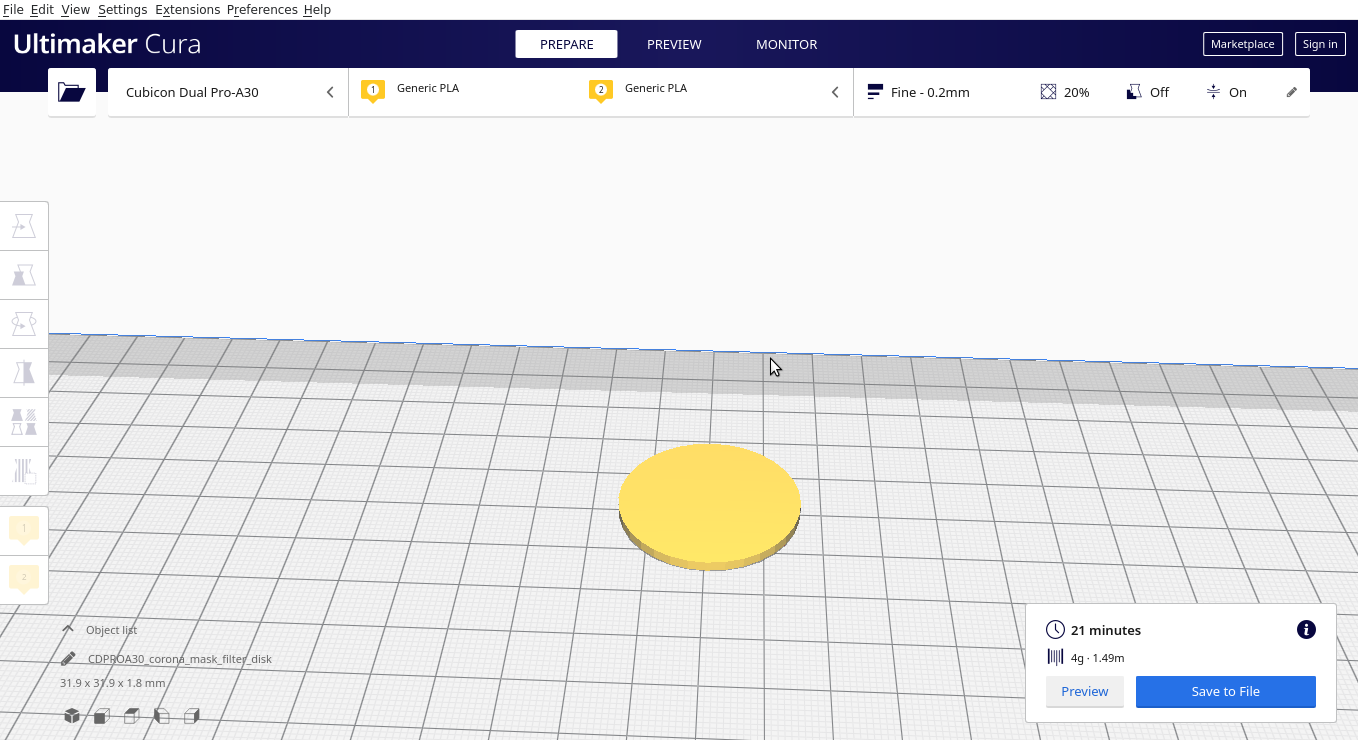 File Edit View Settings Extensions Preferences Help
Ultimaker Cura
PREPARE
PREVIEW
MONITOR
Marketplace
Sign in
Cubicon Dual Pro-A30
1
Generic PLA
2
Generic PLA
Fine - 0.2mm
20%
Off
On
1
2
Object list
CDPROA30_corona_mask_filter_disk
31.9 x 31.9 x 1.8 mm
21 minutes
4g · 1.49m
Preview
Save to File